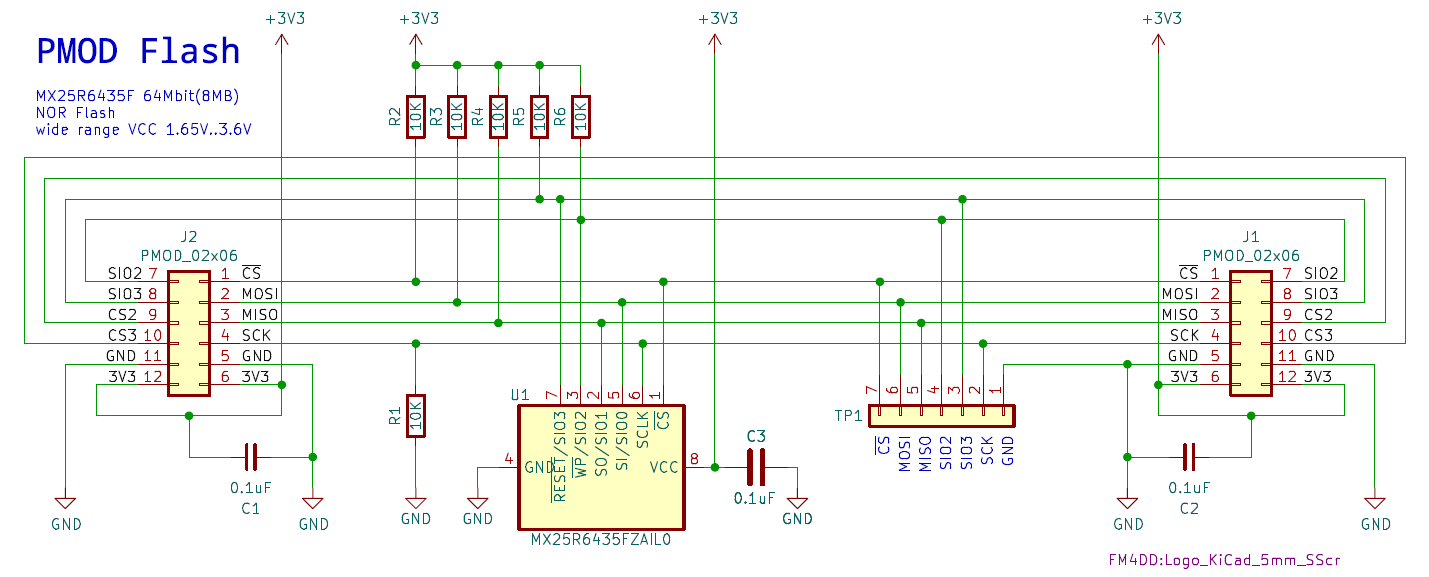 +3V3
+3V3
+3V3
+3V3
PMOD Flash
MX25R6435F 64Mbit(8MB)
NOR Flash
wide range VCC 1.65V..3.6V
R2
10K
R3
10K
R4
10K
R5
10K
R6
10K
J2
PMOD_02x06
SIO2 7 1 CS
SIO3 8 2 MOSI
CS2 9 3 MISO
CS3 10 4 SCK
GND 11 5 GND
3V3 12 6 3V3
J1
PMOD_02x06
CS 1 7 SIO2
MOSI 2 8 SIO3
MISO 3 9 CS2
SCK 4 10 CS3
GND 5 11 GND
3V3 6 12 3V3
R1
10K
U1
7 3 2 5 6 1
RESET/SIO3
WP/SIO2
SO/SIO1
SI/SIO0
SCLK
CS
4 GND
VCC 8
MX25R6435FZAIL0
C3
0.1uF
TP1
7 6 5 4 3 2 1
CS
MOSI
MISO
SIO2
SIO3
SCK
GND
0.1uF
C1
0.1uF
C2
GND
GND
GND
GND
GND
GND
GND
FM4DD:Logo_KiCad_5mm_SScr